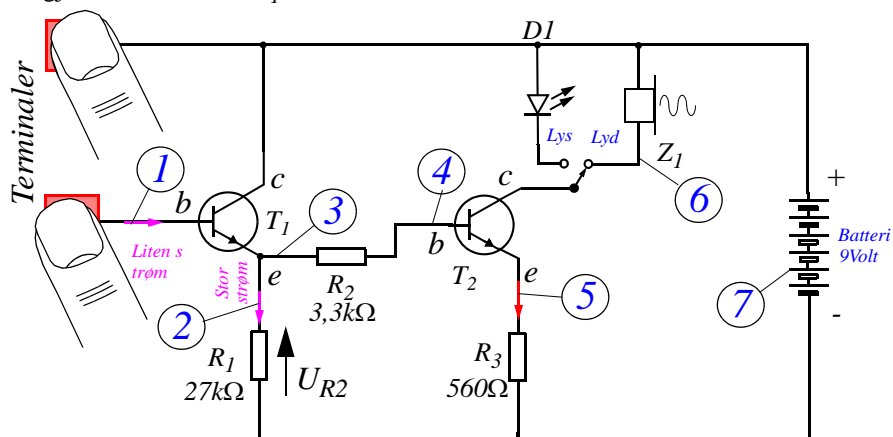 D1
Terminaler
Lys
Lyd
Z1
1
b
c
T1
Liten s
trøm
2
Stor
strøm
e
3
R2
3,3kΩ
4
b
c
T2
e
5
6
+
Batteri
9Volt
7
-
R1
27kΩ
UR2
R3
560Ω